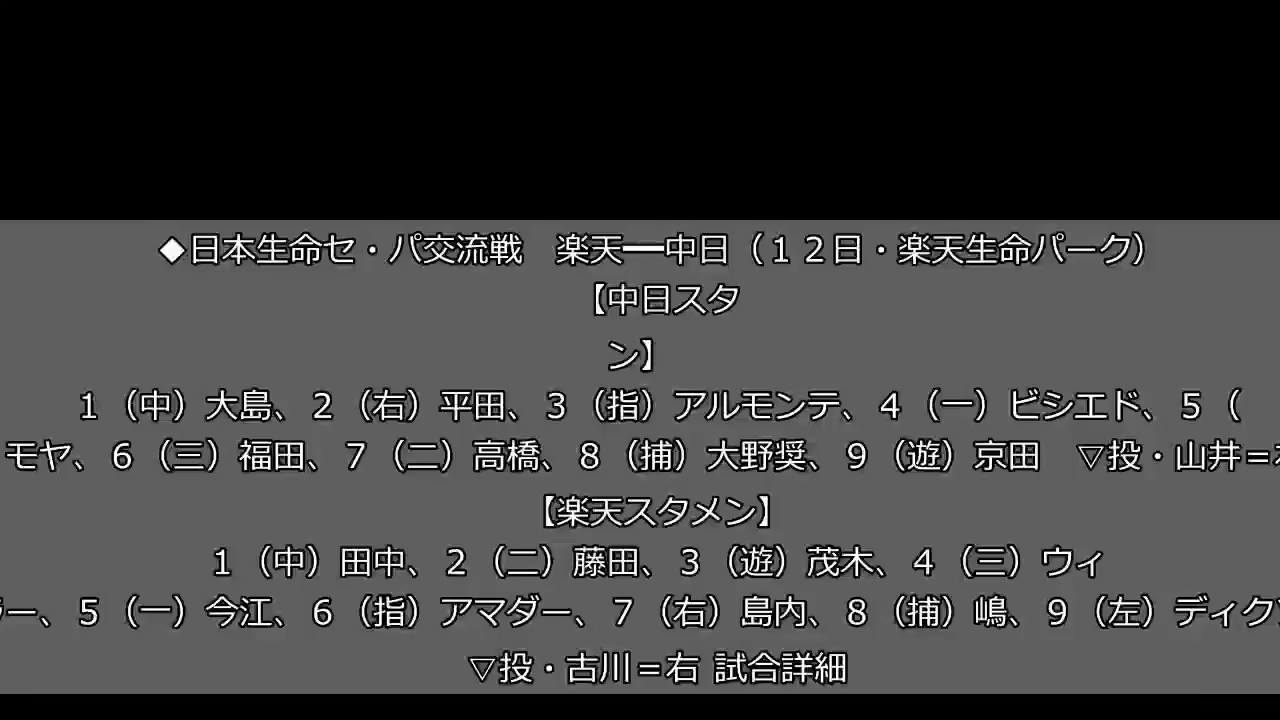 ◆日本生命セ・パ交流戦　楽天━中日（１２日・楽天生命パーク）
【中日スタ
ン】
１（中）大島、２（右）平田、３（指）アルモンテ、４（一）ビシエド、５（
モヤ、６（三）福田、７（二）高橋、８（捕）大野奨、９（遊）京田　▽投・山井＝
【楽天スタメン】
１（中）田中、２（二）藤田、３（遊）茂木、４（三）ウィ
ー、５（一）今江、６（指）アマダー、７（右）島内、８（捕）嶋、９（左）ディク
▽投・古川＝右 試合詳細